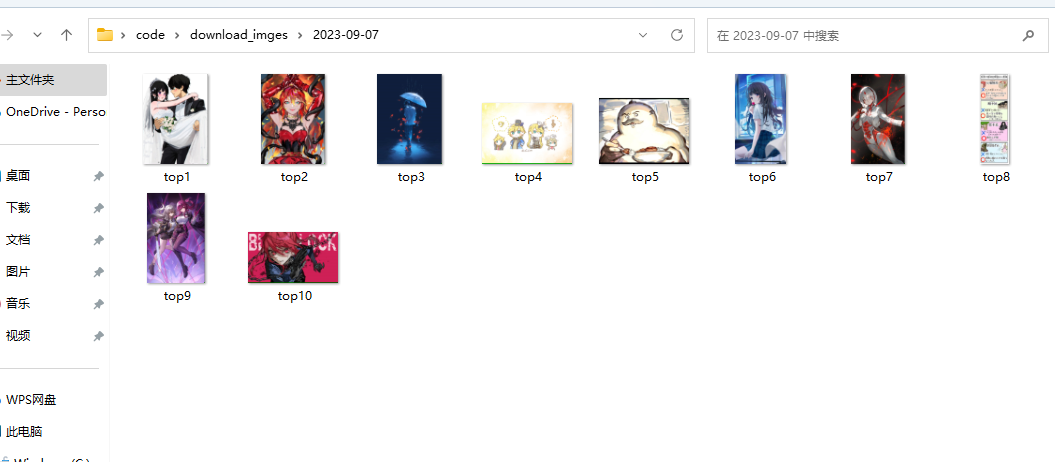 code > download_imges > 2023-09-07
在 2023-09-07 中搜索
主文件夹
OneDrive - Perso
桌面
下载
文档
图片
音乐
视频
WPS网盘
此电脑
top1
top2
top3
top4
top5
top6
top7
top8
top9
top10